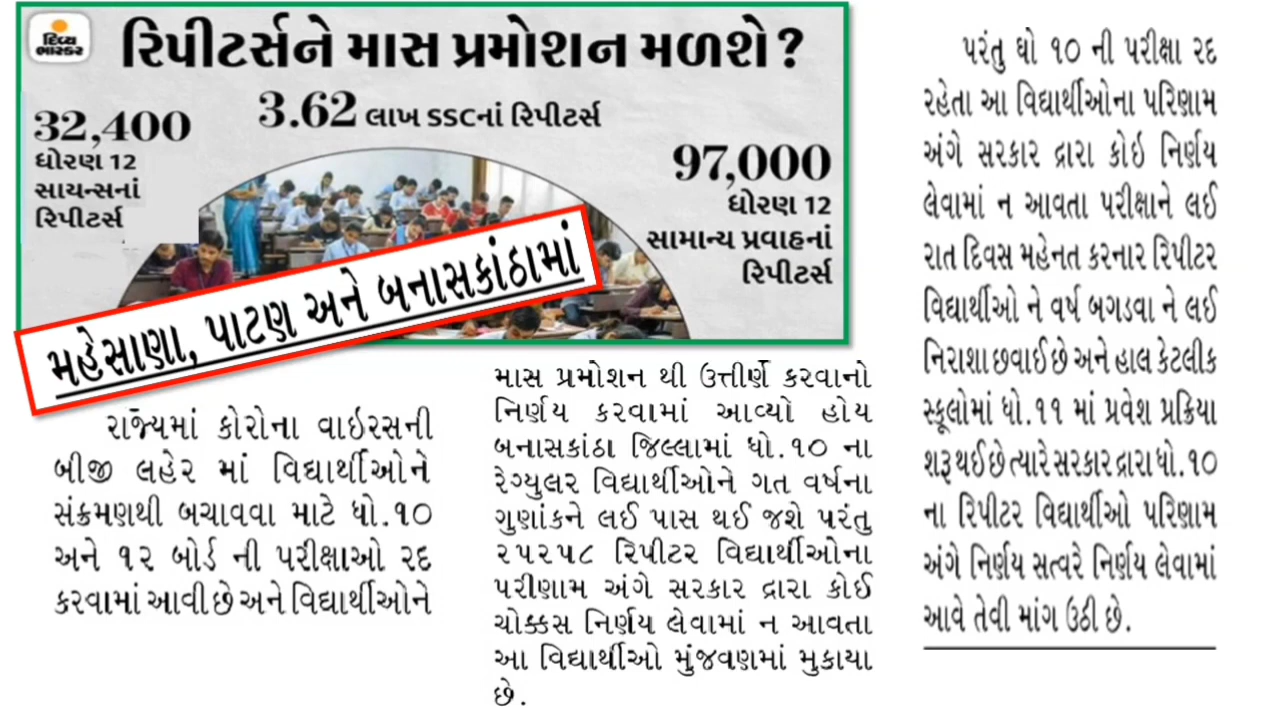 દિવ્ય
ભાસ્કર
રિપીટર્સને માસ પ્રમોશન મળશે?
32,400
ધોરણ 12
સાયન્સનાં
રિપીટર્સ
3.62 લાખ SSCનાં રિપીટર્સ
97,000
ધોરણ 12
સામાન્ય પ્રવાહનાં
રિપીટર્સ
મહેસાણા, પાટણ અને બનાસકાંઠામાં
રાજ્યમાં કોરોના વાઇરસની
બીજી લહેર માં વિદ્યાર્થીઓને
સંક્રમણથી બચાવવા માટે ધો.૧૦
અને ૧૨ બોર્ડ ની પરીક્ષાઓ રદ
કરવામાં આવી છે અને વિદ્યાર્થીઓને
માસ પ્રમોશન થી ઉત્તીર્ણ કરવાનો
નિર્ણય કરવામાં આવ્યો હોય
બનાસકાંઠા જિલ્લામાં ધો.૧૦ ના
રેગ્યુલર વિદ્યાર્થીઓને ગત વર્ષના
ગુણાંકને લઈ પાસ થઈ જશે પરંતુ
૨૫૨૫૮ રિપીટર વિદ્યાર્થીઓના
પરીણામ અંગે સરકાર દ્રારા કોઈ
ચોક્કસ નિર્ણય લેવામાં ન આવતા
આ વિદ્યાર્થીઓ મુંજવણમાં મુકાયા
છે.
પરંતુ ધો ૧૦ ની પરીક્ષા રદ
રહેતા આ વિદ્યાર્થીઓના પરિણામ
અંગે સરકાર દ્રારા કોઇ નિર્ણય
લેવામાં ન આવતા પરીક્ષાને લઈ
રાત દિવસ મહેનત કરનાર રિપીટર
વિદ્યાર્થીઓ ને વર્ષ બગડવા ને લઈ
નિરાશા છવાઈ છે અને હાલ કેટલીક
સ્કૂલોમાં ધો.૧૧ માં પ્રવેશ પ્રક્રિયા
શરૂ થઈ છે ત્યારે સરકાર દ્રારા ધો.૧૦
ના રિપીટર વિદ્યાર્થીઓ પરિણામ
અંગે નિર્ણય સત્વરે નિર્ણય લેવામાં
આવે તેવી માંગ ઉઠી છે.